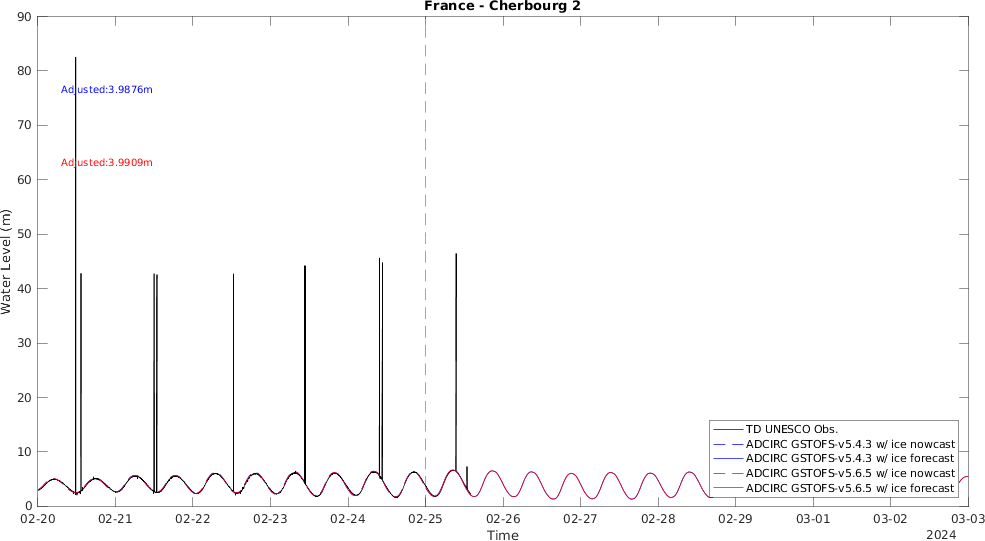 France - Cherbourg 2
90
80
70
60
50
40
30
20
10
0
Water Level (m)
Adjusted:3.9876m
Adjusted:3.9909m
TD UNESCO Obs.
ADCIRC GSTOFS-v5.4.3 w/ ice nowcast
ADCIRC GSTOFS-v5.4.3 w/ ice forecast
ADCIRC GSTOFS-v5.6.5 w/ ice nowcast
ADCIRC GSTOFS-v5.6.5 w/ ice forecast
02-20 02-21 02-22 02-23 02-24 02-25 02-26 02-27 02-28 02-29 03-01 03-02 03-03
Time
2024